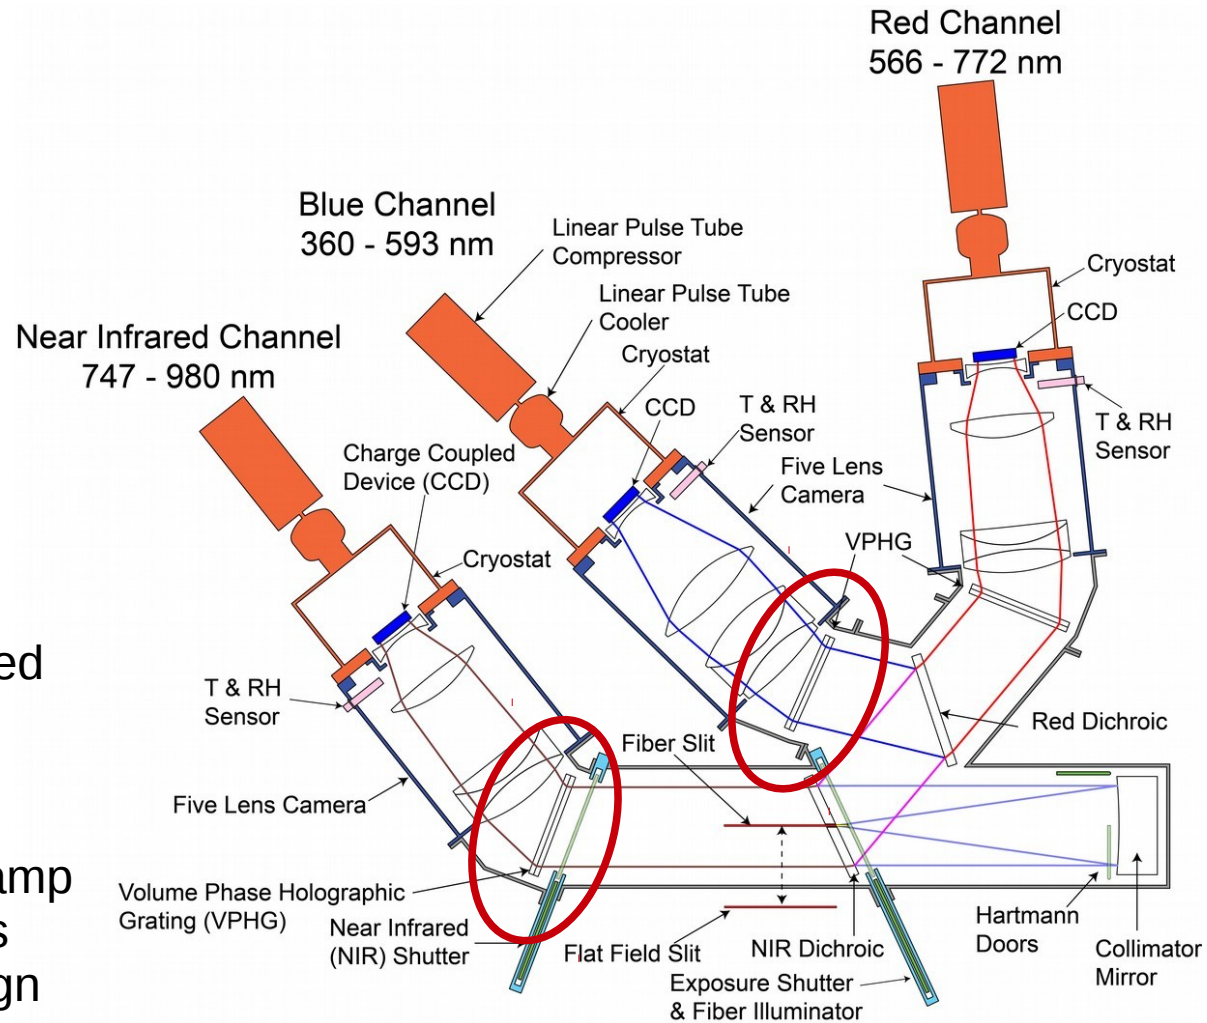 Red Channel
566 - 772 nm
Blue Channel
360 - 593 nm
Linear Pulse Tube
Compressor
Linear Pulse Tube
Cooler
Cryostat
CCD
T & RH
Sensor
Five Lens
Camera
VPHG
Cryostat
CCD
T & RH
Sensor
Near Infrared Channel
747 - 980 nm
Charge Coupled
Device (CCD)
Cryostat
T & RH
Sensor
Five Lens Camera
Volume Phase Holographic
Grating (VPHG)
Near Infrared
(NIR) Shutter
Fiber Slit
Flat Field Slit
NIR Dichroic
Exposure Shutter
& Fiber Illuminator
Red Dichroic
Hartmann
Doors
Collimator
Mirror
ed
amp
s
gn